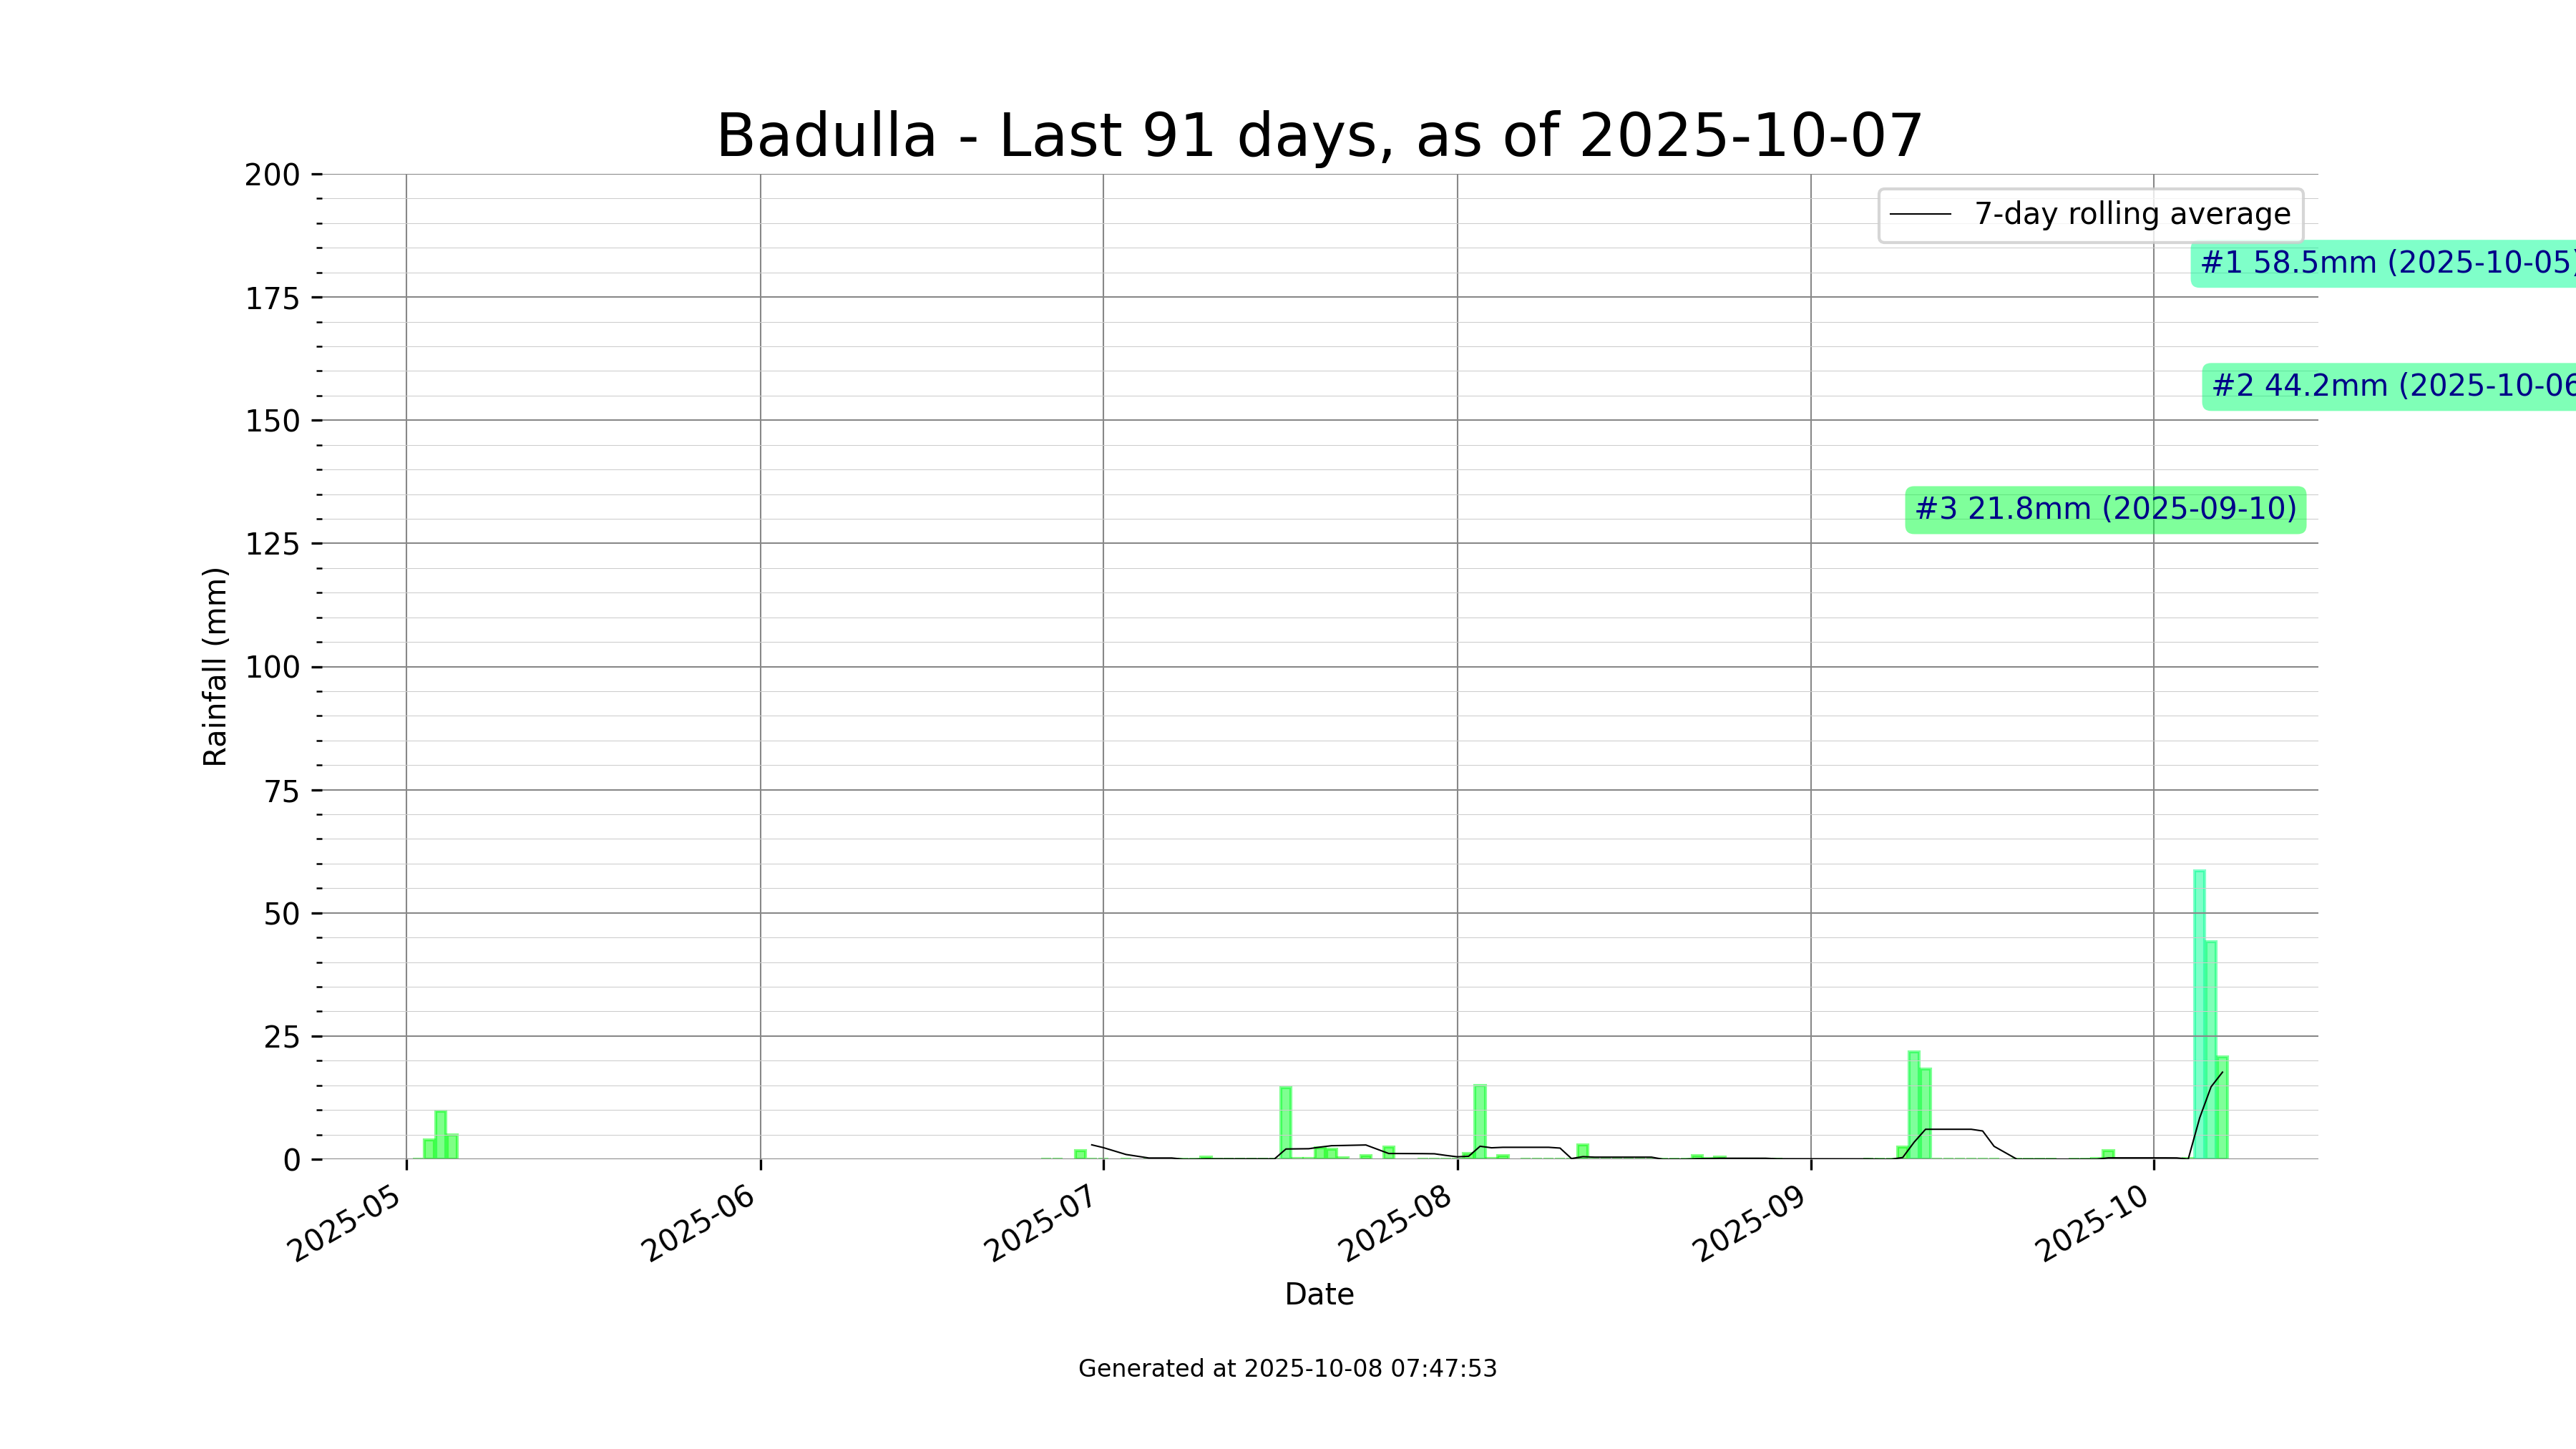 Badulla - Last 91 days, as of 2025-10-07
7-day rolling average
#1 58.5mm (2025-10-05)
#2 44.2mm (2025-10-06
#3 21.8mm (2025-09-10)
Rainfall (mm)
200
175
150
125
100
75
50
25
0
2025-05
2025-06
2025-07
2025-08
2025-09
2025-10
Date
Generated at 2025-10-08 07:47:53